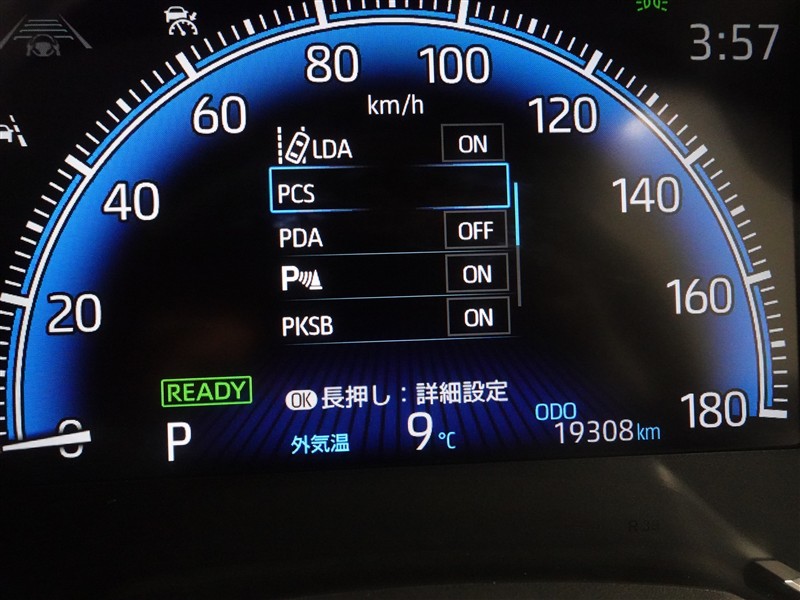 3:57
80 100
60 km/h 120
LDA ON
40 PCS 140
PDA OFF
P ON
20 160
PKSB ON
READY OK 長押し：詳細設定 180
0 P 外気温 9℃ ODO 19308km